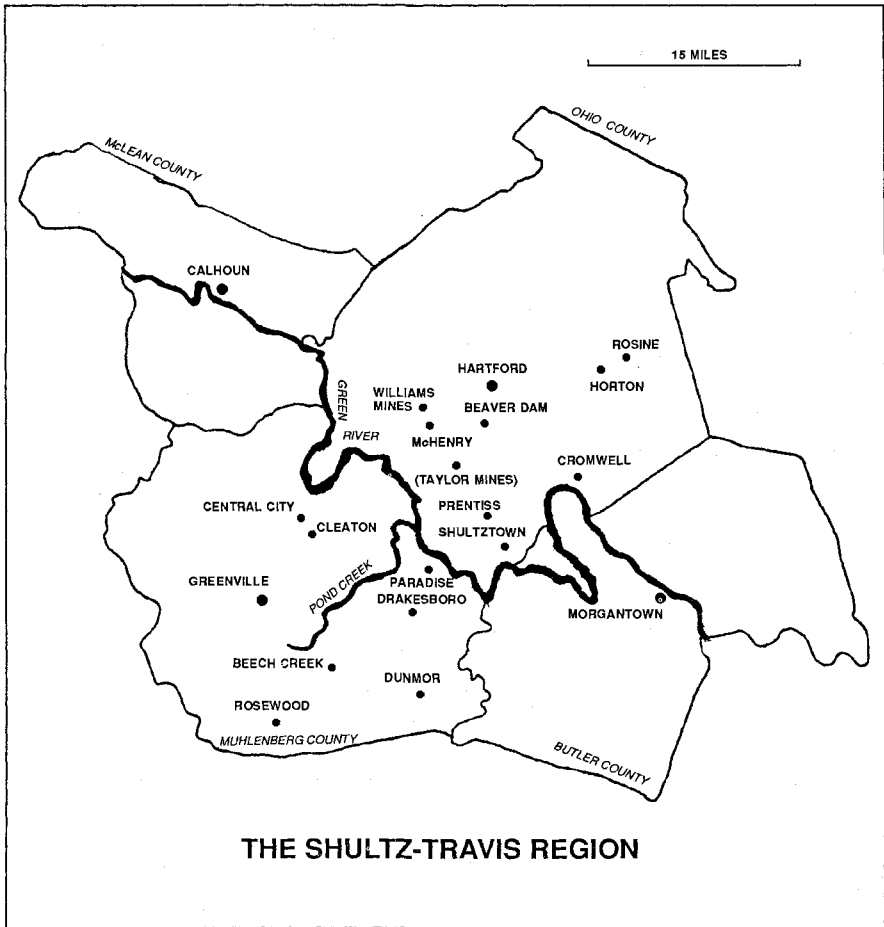 15 MILES
OHIO COUNTY
McLEAN COUNTY
CALHOUN
ROSINE
HARTFORD
HORTON
WILLIAMS
MINES
BEAVER DAM
GREEN
RIVER
McHENRY
CROMWELL
(TAYLOR MINES)
CENTRAL CITY
PRENTISS
CLEATON
SHULTZTOWN
GREENVILLE
POND CREEK
PARADISE
DRAKESBORO
MORGANTOWN
BEECH CREEK
DUNMOR
ROSEWOOD
MUHLENBERG COUNTY
BUTLER COUNTY
THE SHULTZ-TRAVIS REGION